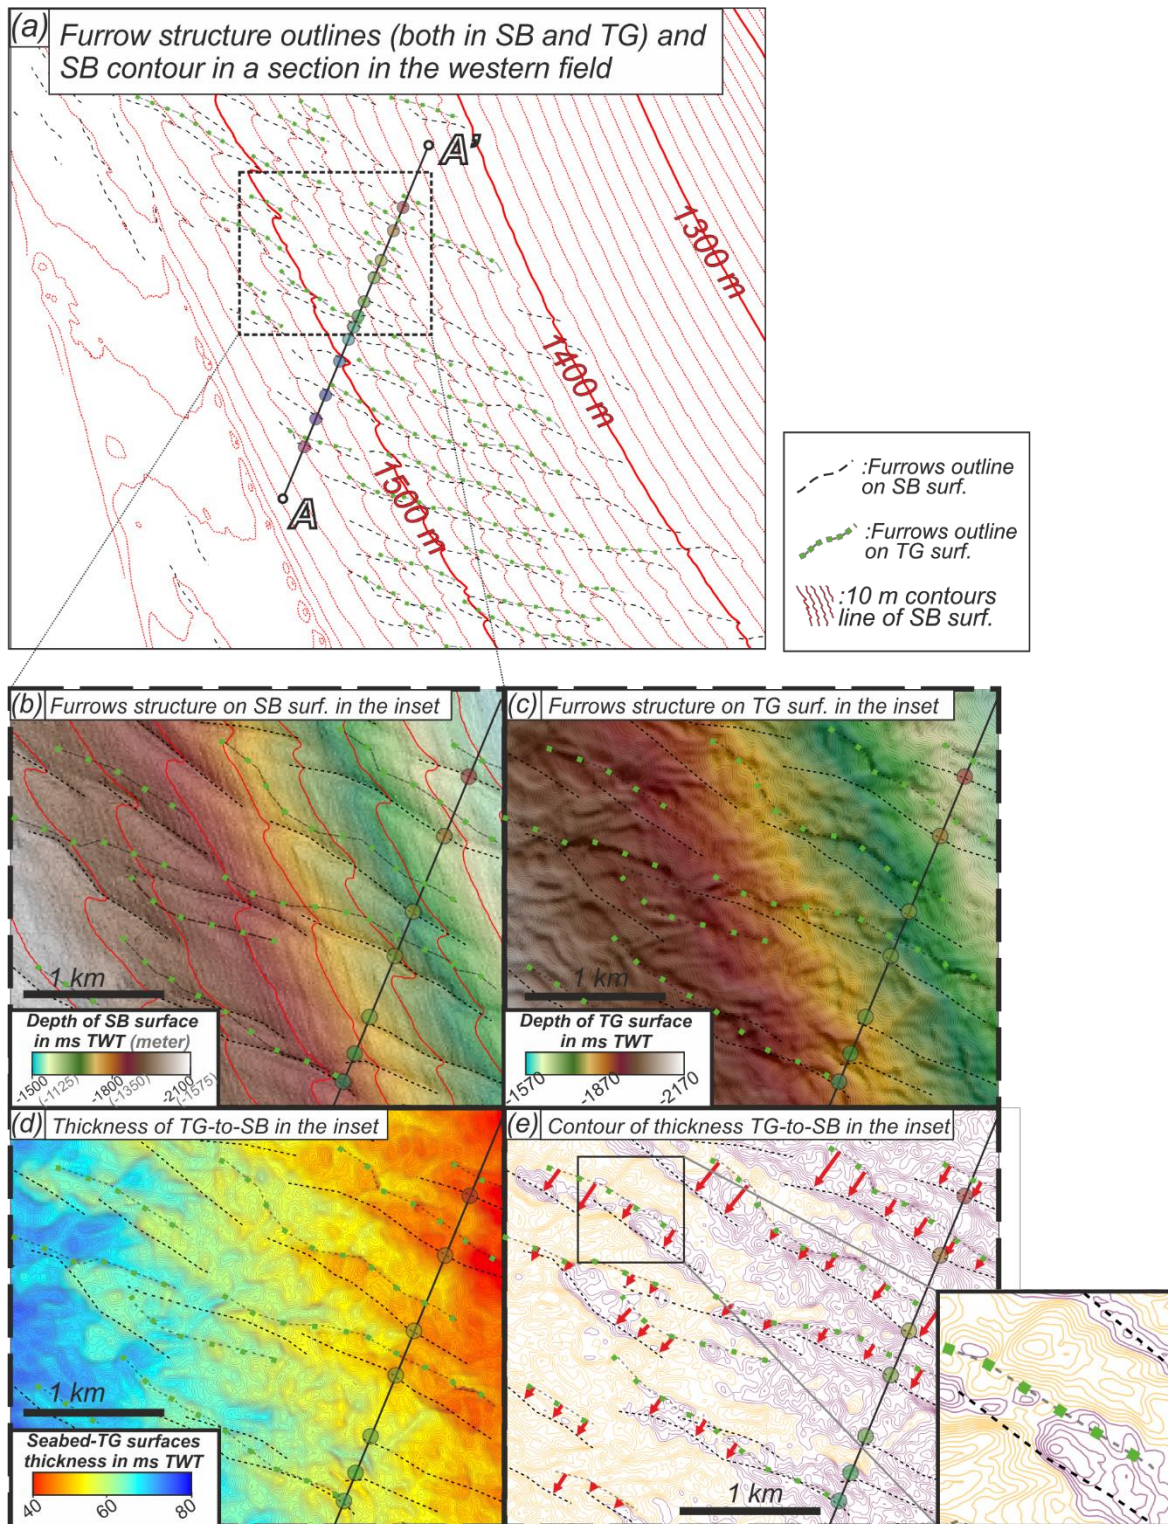 (a) Furrow structure outlines (both in SB and TG) and
SB contour in a section in the western field
A'
1300 m
1400 m
1500 m
A
:Furrows outline
on SB surf.
:Furrows outline
on TG surf.
:10 m contours
line of SB surf.
(b) Furrows structure on SB surf. in the inset
(c) Furrows structure on TG surf. in the inset
1 km
1 km
Depth of SB surface
in ms TWT (meter)
-1500 -1800 -2100
(-1125) (-1350) (-1575)
Depth of TG surface
in ms TWT
-1570 -1870 -2170
(d) Thickness of TG-to-SB in the inset
(e) Contour of thickness TG-to-SB in the inset
1 km
Seabed-TG surfaces
thickness in ms TWT
40 60 80
1 km